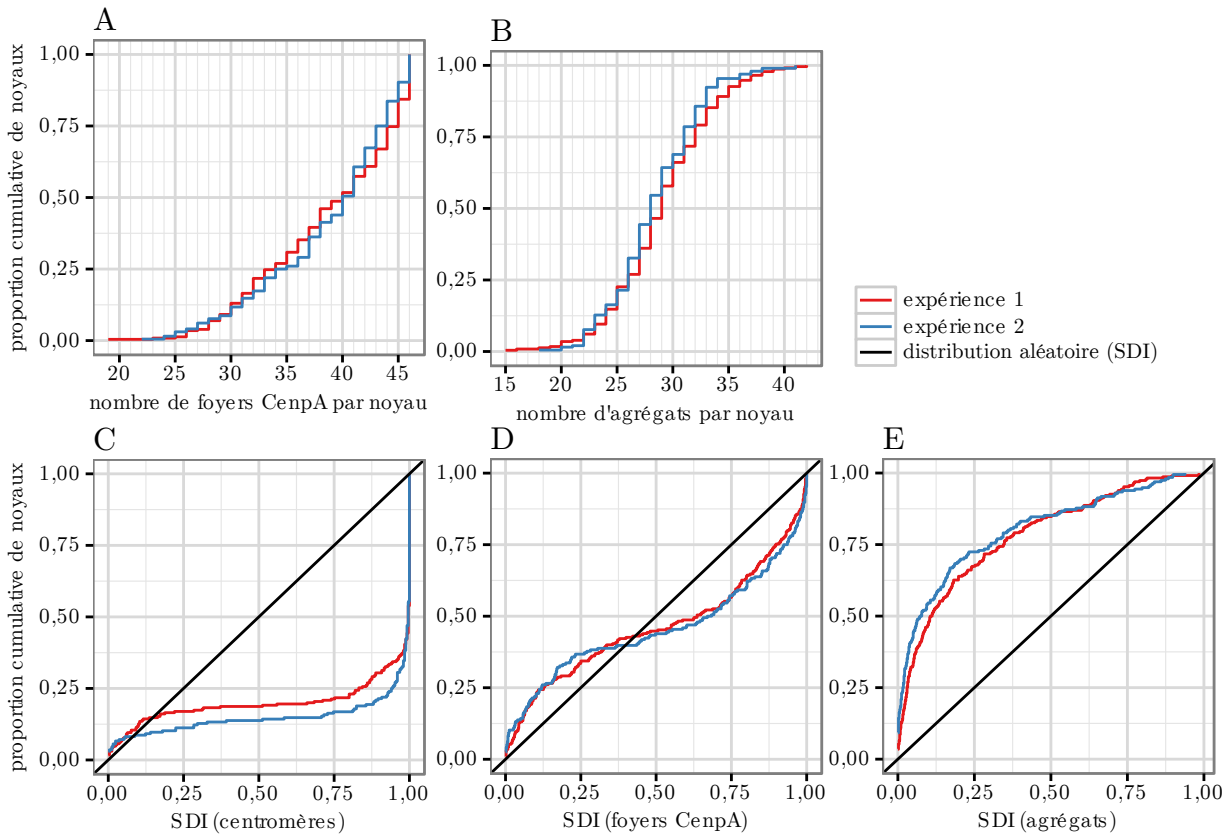 A
proportion cumulative de noyaux
1,00
0,75
0,50
0,25
0,00
20 25 30 35 40 45
nombre de foyers CenpA par noyau
B
1,00
0,75
0,50
0,25
0,00
15 20 25 30 35 40
nombre d'agrégats par noyau
expérience 1
expérience 2
distribution aléatoire (SDI)
C
proportion cumulative de noyaux
1,00
0,75
0,50
0,25
0,00
0,00 0,25 0,50 0,75 1,00
SDI (centromères)
D
1,00
0,75
0,50
0,25
0,00
0,00 0,25 0,50 0,75 1,00
SDI (foyers CenpA)
E
1,00
0,75
0,50
0,25
0,00
0,00 0,25 0,50 0,75 1,00
SDI (agrégats)